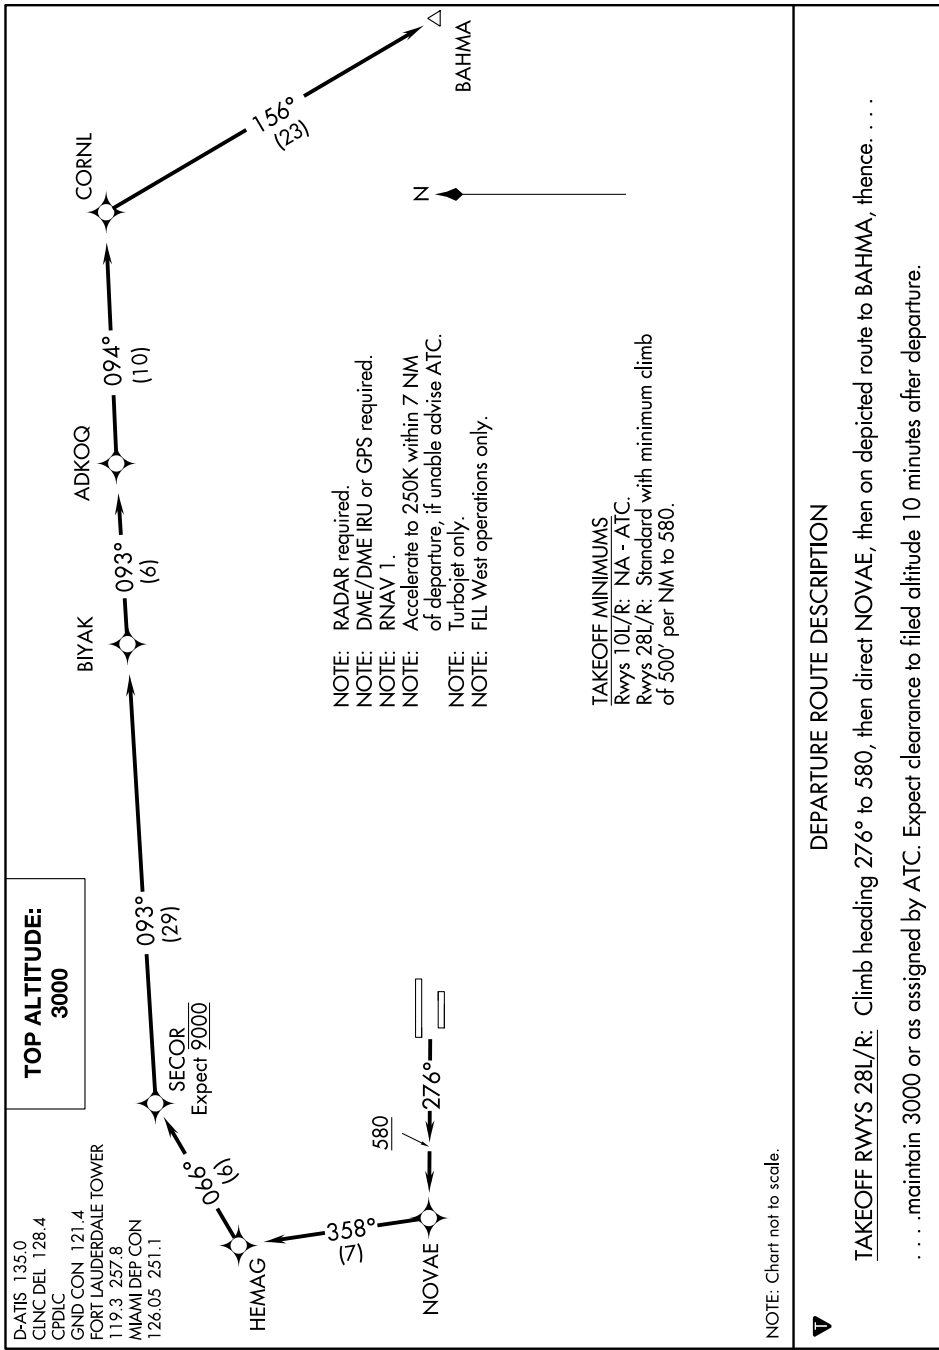 D-ATIS 135.0
CLNC DEL 128.4
CPDLC
GND CON 121.4
FORT LAUDERDALE TOWER
119.3 257.8
MIAMI DEP CON
126.05 251.1
TOP ALTITUDE:
3000
CORNL
ADKOQ
BIYAK
SECOR
Expect 9000
HEMAG
NOVAE
BAHMA
094°
(10)
093°
(6)
093°
(29)
066°
(9)
358°
(7)
156°
(23)
580
276°
N
NOTE: RADAR required.
NOTE: DME/DME IRU or GPS required.
NOTE: RNAV 1.
NOTE: Accelerate to 250K within 7 NM
of departure, if unable advise ATC.
NOTE: Turbojet only.
NOTE: FLL West operations only.
TAKEOFF MINIMUMS
Rwys 10L/R: NA - ATC.
Rwys 28L/R: Standard with minimum climb
of 500' per NM to 580.
NOTE: Chart not to scale.
T
DEPARTURE ROUTE DESCRIPTION
TAKEOFF RWYS 28L/R: Climb heading 276° to 580, then direct NOVAE, then on depicted route to BAHMA, thence. . . .
. . . .maintain 3000 or as assigned by ATC. Expect clearance to filed altitude 10 minutes after departure.